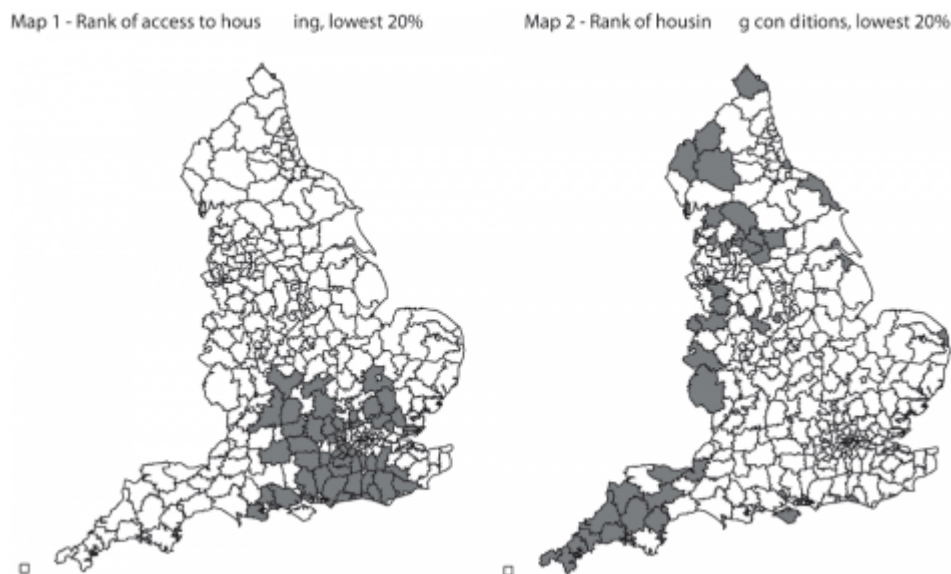 Map 1 - Rank of access to hous ing, lowest 20%
Map 2 - Rank of housin g con ditions, lowest 20%